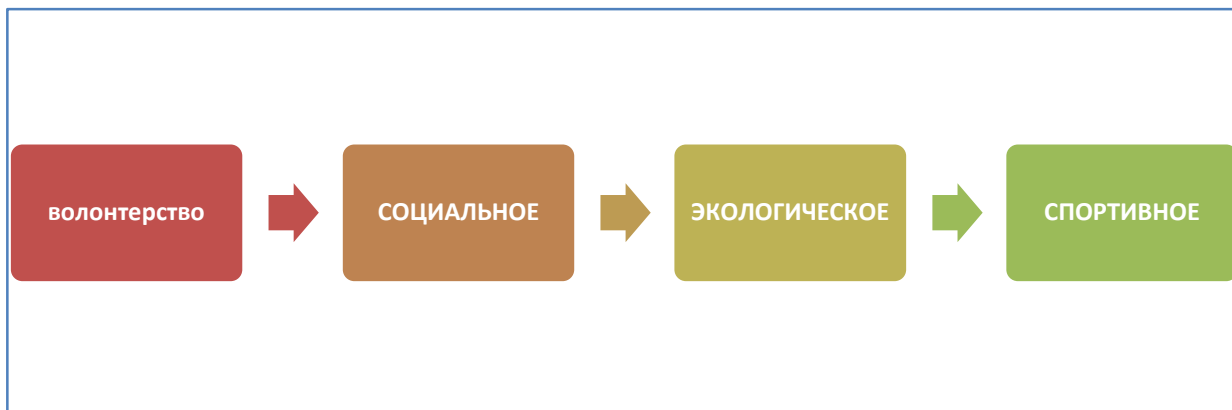 волонтерство
СОЦИАЛЬНОЕ
ЭКОЛОГИЧЕСКОЕ
СПОРТИВНОЕ